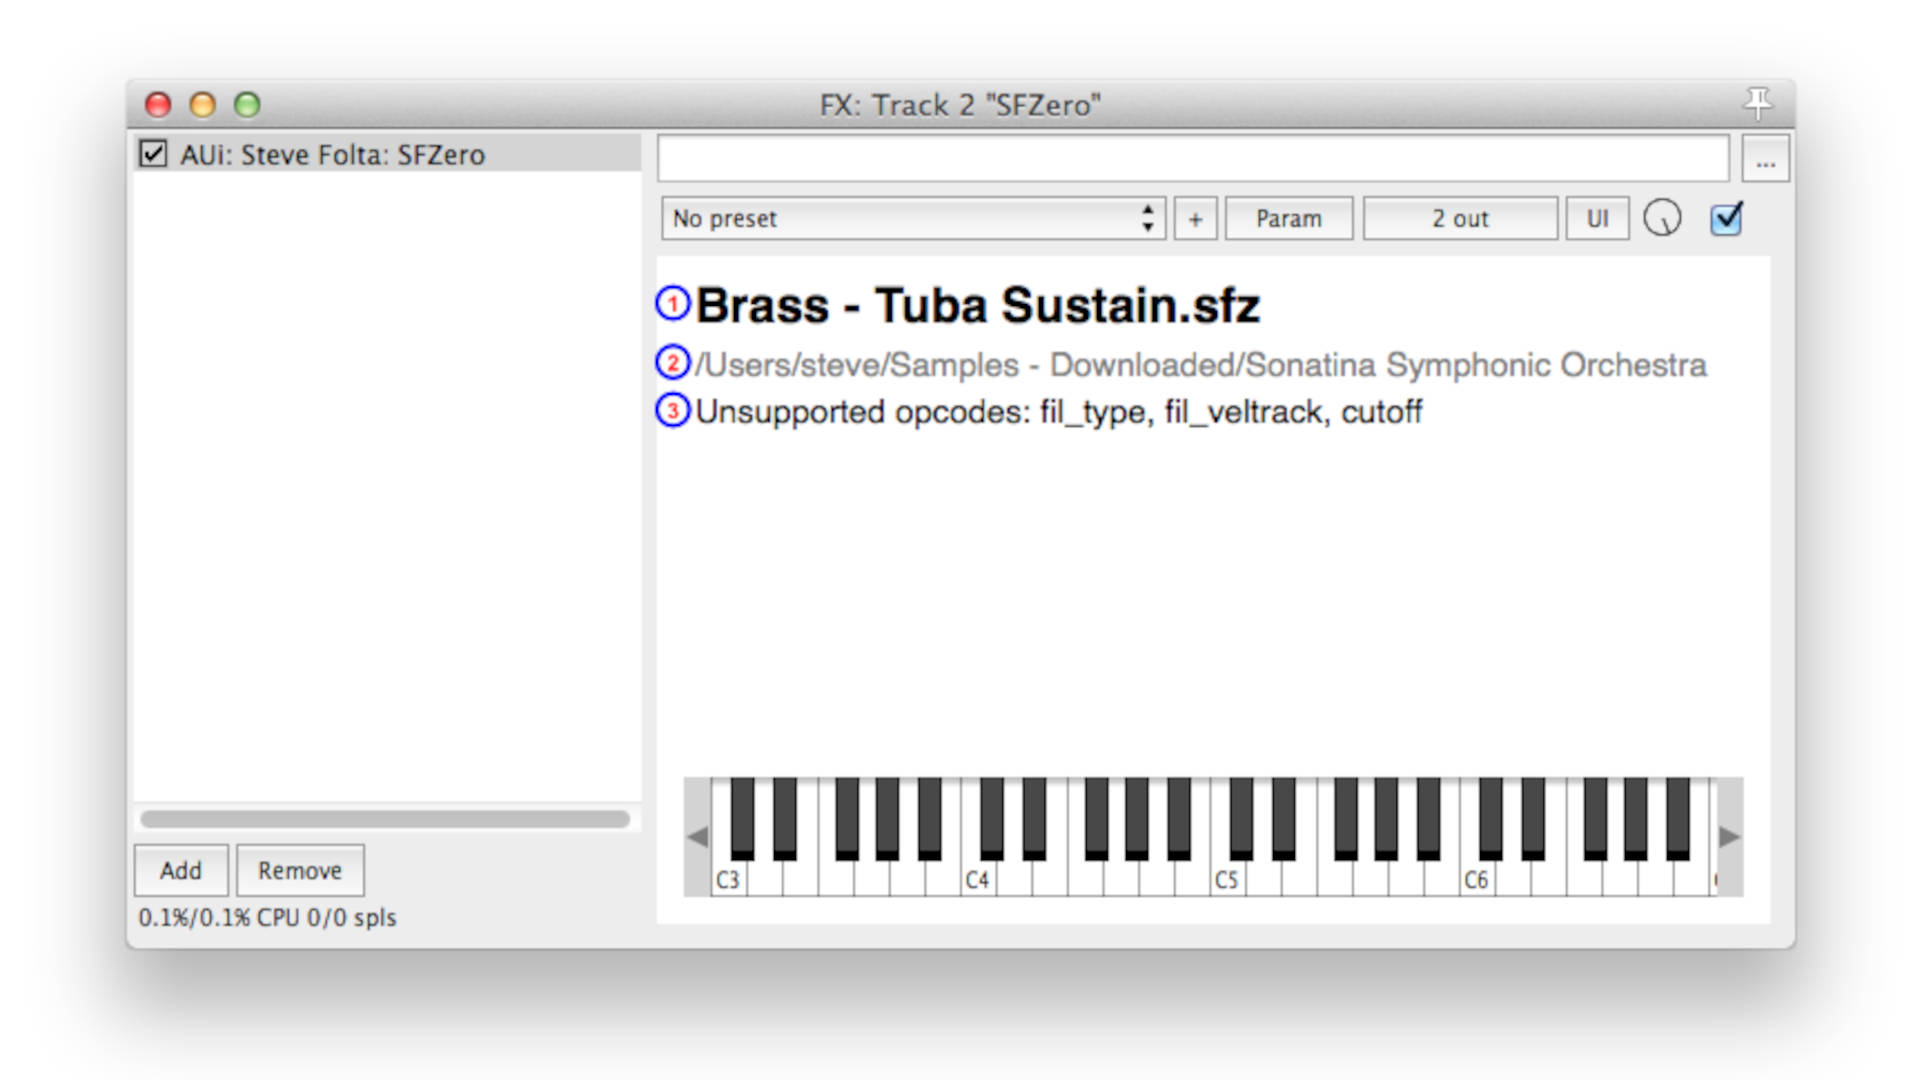 FX: Track 2 "SFZero"
AUi: Steve Folta: SFZero
...
No preset + Param 2 out UI
1 Brass - Tuba Sustain.sfz
2 /Users/steve/Samples - Downloaded/Sonatina Symphonic Orchestra
3 Unsupported opcodes: fil_type, fil_veltrack, cutoff
C3 C4 C5 C6
Add Remove
0.1%/0.1% CPU 0/0 spls